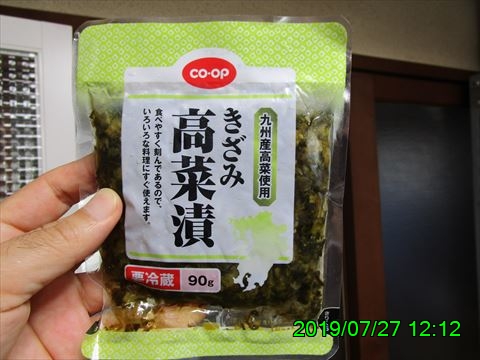 CO·OP
九州産高菜使用
きざみ
高菜漬
食べやすく刻んであるので、
いろいろな料理にすぐ使えます。
要冷蔵 90g
2019/07/27 12:12